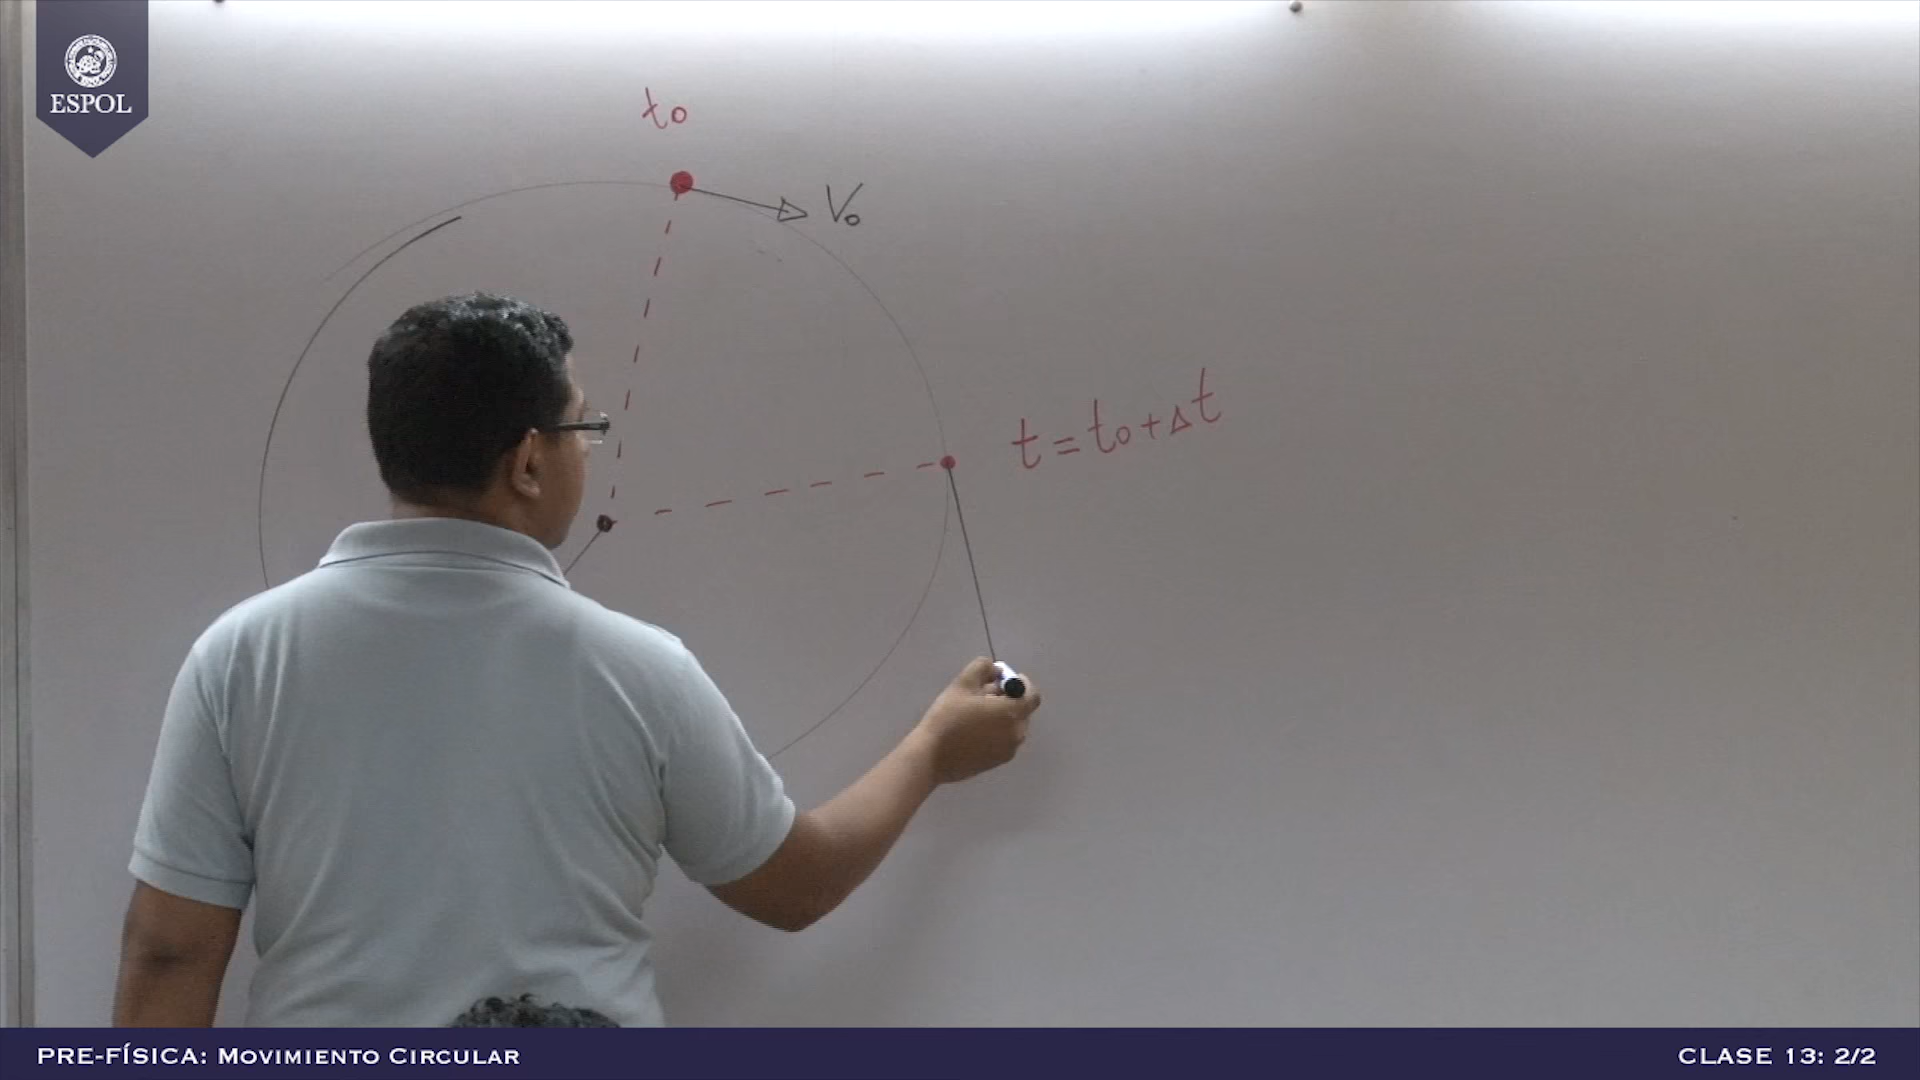 ESPOL
t₀
V₀
t = t₀ + Δt
PRE-FÍSICA: MOVIMIENTO CIRCULAR
CLASE 13: 2/2